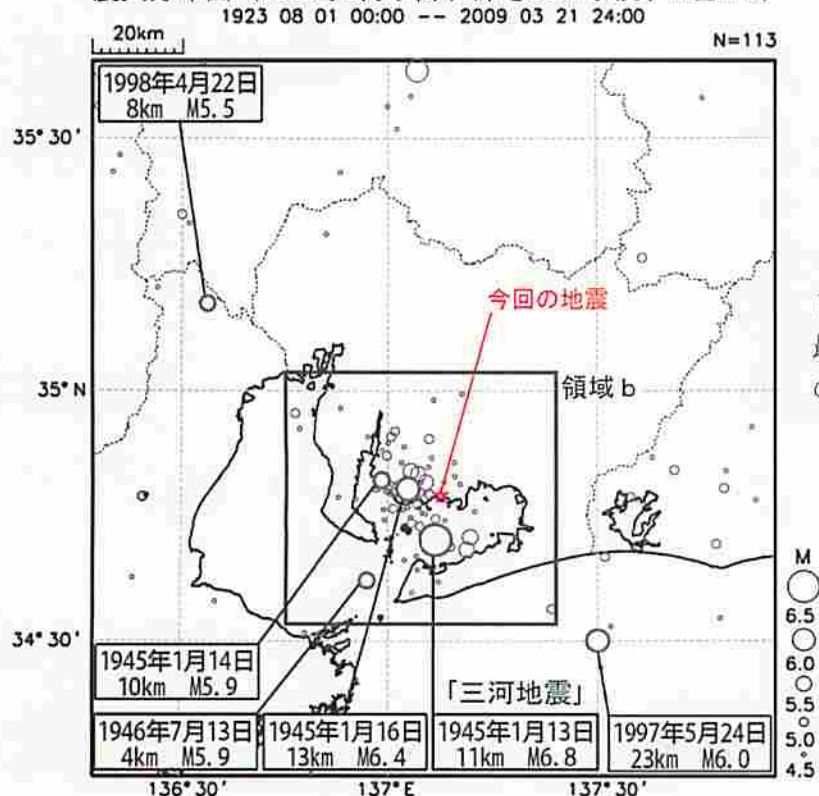 1923 08 01 00:00 -- 2009 03 21 24:00
20km
N=113
1998年4月22日
8km M5.5
35°30'
今回の地震
35°N
領域b
M
6.5
6.0
5.5
5.0
4.5
34°30'
1945年1月14日
10km M5.9
「三河地震」
1946年7月13日
4km M5.9
1945年1月16日
13km M6.4
1945年1月13日
11km M6.8
1997年5月24日
23km M6.0
136°30'
137°E
137°30'